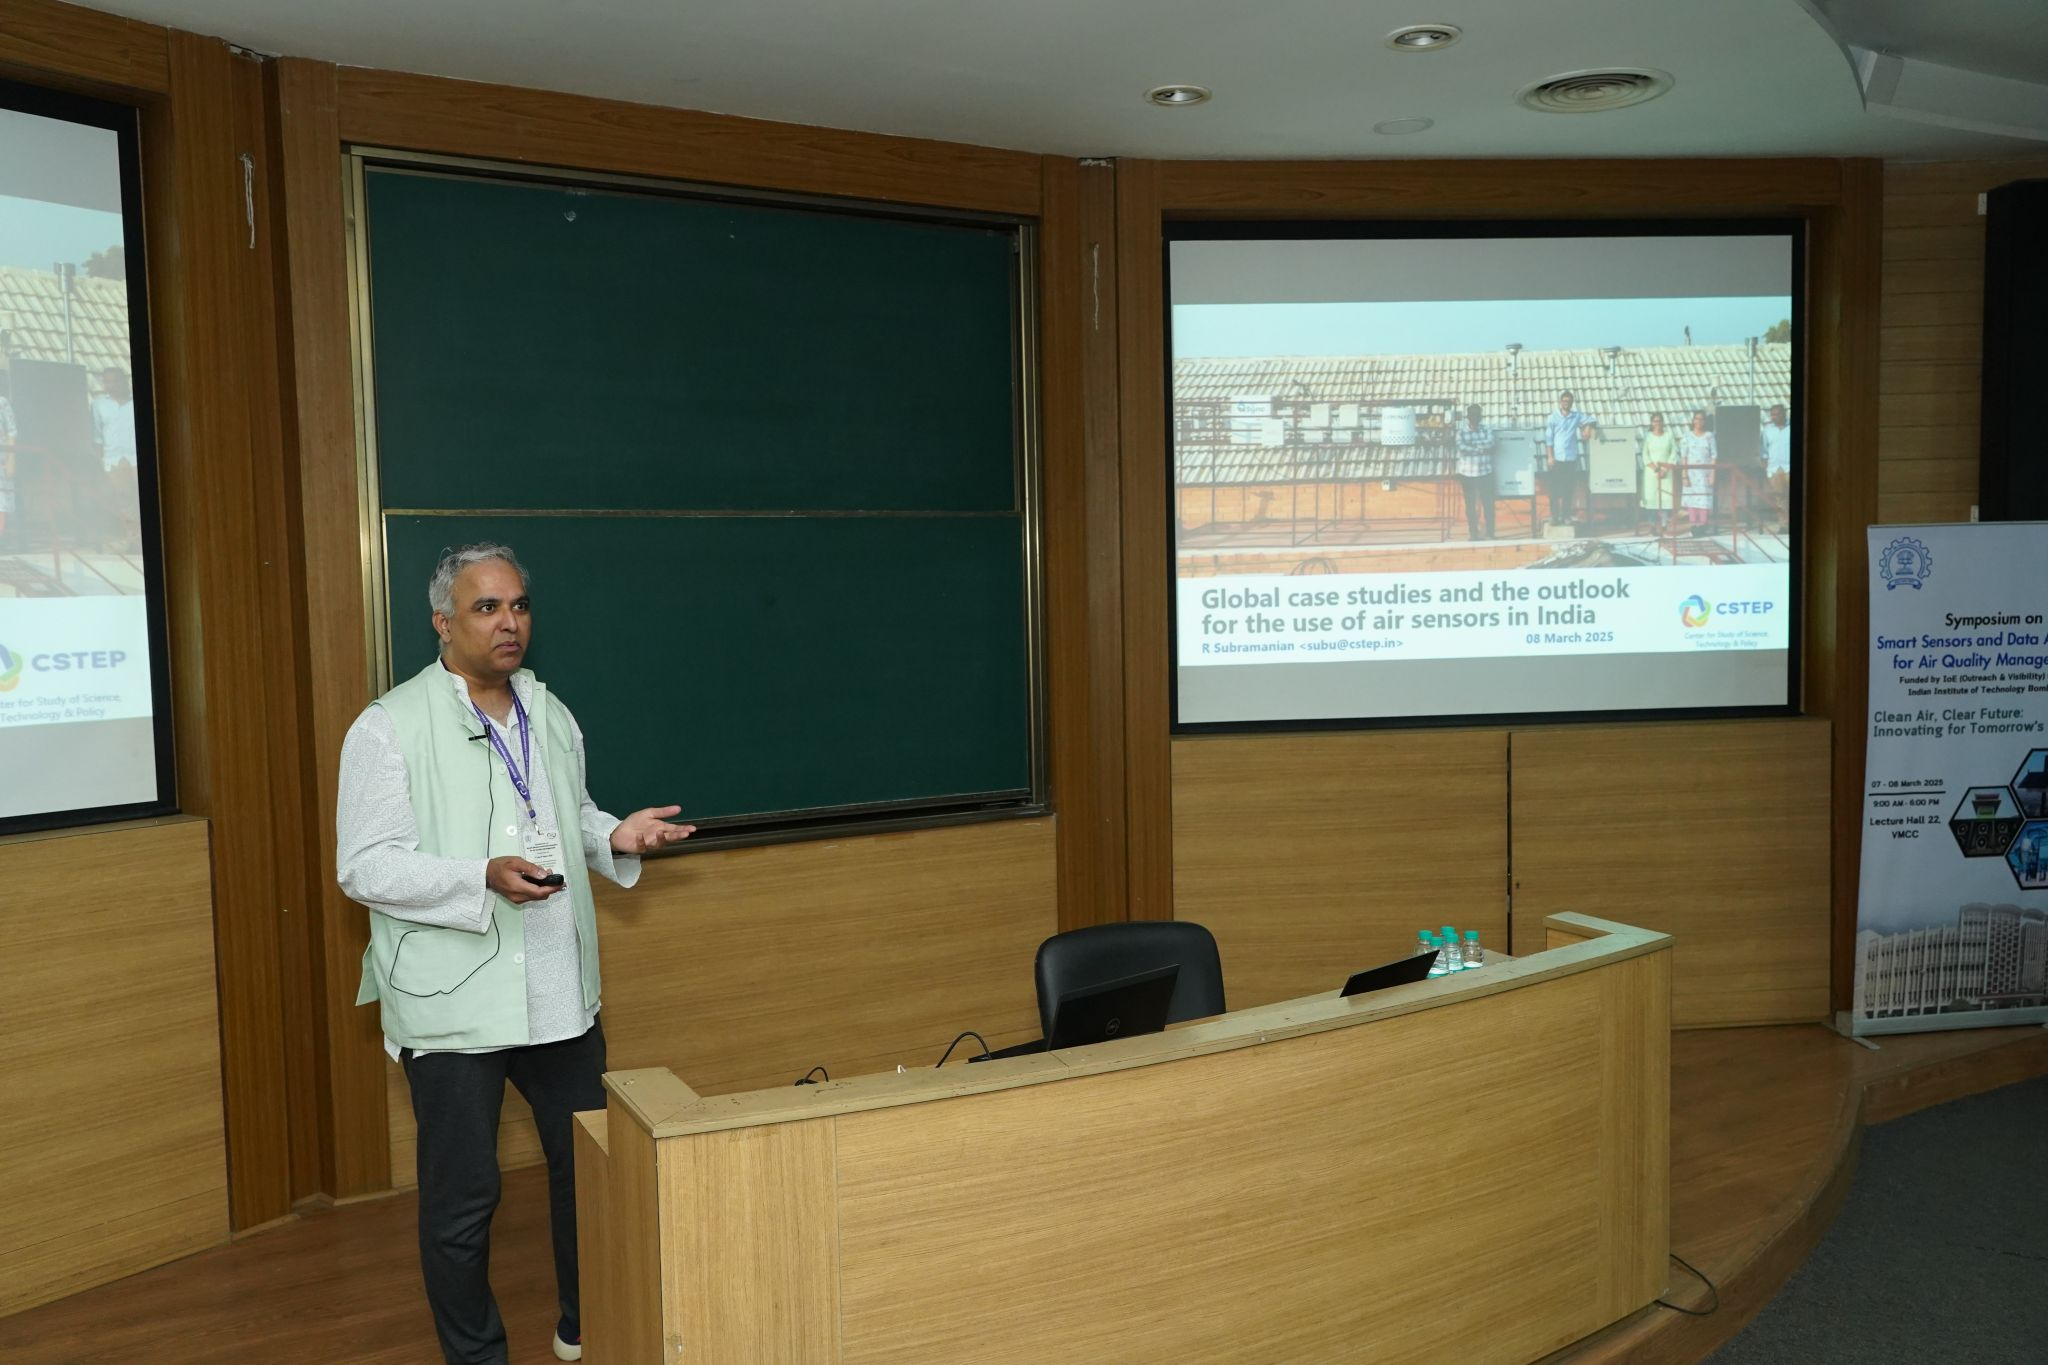 CSTEP
ter for Study of Science,
Technology & Policy
Global case studies and the outlook
for the use of air sensors in India
R Subramanian <subu@cstep.in>
08 March 2025
CSTEP
Center for Study of Science,
Technology & Policy
Symposium on
Smart Sensors and Data A
for Air Quality Manage
Funded by IoE (Outreach & Visibility)
Indian Institute of Technology Bom
Clean Air, Clear Future:
Innovating for Tomorrow's
07 - 08 March 2025
9:00 AM - 6:00 PM
Lecture Hall 22,
VMCC
DELL